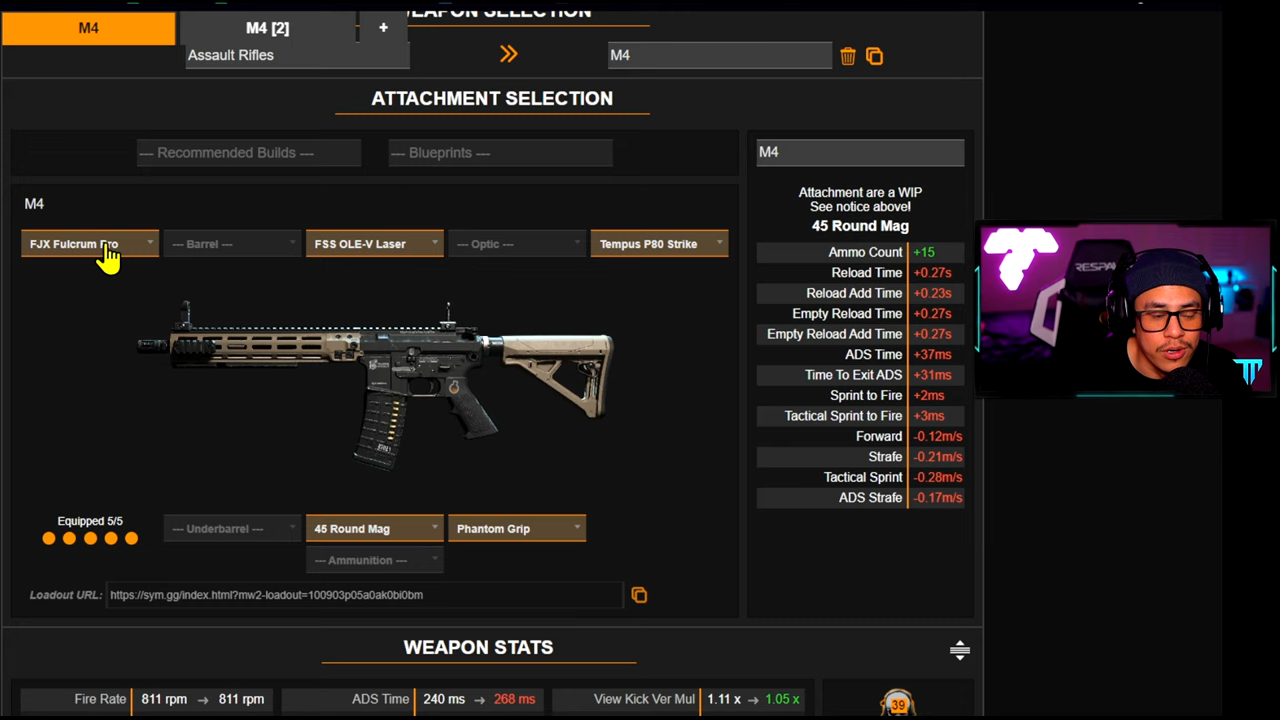 WEAPON SELECTION
M4
M4 [2]
+
Assault Rifles
M4
ATTACHMENT SELECTION
--- Recommended Builds ---
--- Blueprints ---
M4
M4
FJX Fulcrum Pro
--- Barrel ---
FSS OLE-V Laser
--- Optic ---
Tempus P80 Strike
Attachment are a WIP
See notice above!
45 Round Mag
Ammo Count +15
Reload Time +0.27s
Reload Add Time +0.23s
Empty Reload Time +0.27s
Empty Reload Add Time +0.27s
ADS Time +37ms
Time To Exit ADS +31ms
Sprint to Fire +2ms
Tactical Sprint to Fire +3ms
Forward -0.12m/s
Strafe -0.21m/s
Tactical Sprint -0.28m/s
ADS Strafe -0.17m/s
RESPA
Equipped 5/5
--- Underbarrel ---
45 Round Mag
Phantom Grip
--- Ammunition ---
Loadout URL: https://sym.gg/index.html?mw2-loadout=100903p05a0ak0bi0bm
WEAPON STATS
Fire Rate 811 rpm → 811 rpm
ADS Time 240 ms → 268 ms
View Kick Ver Mul 1.11 x → 1.05 x
39